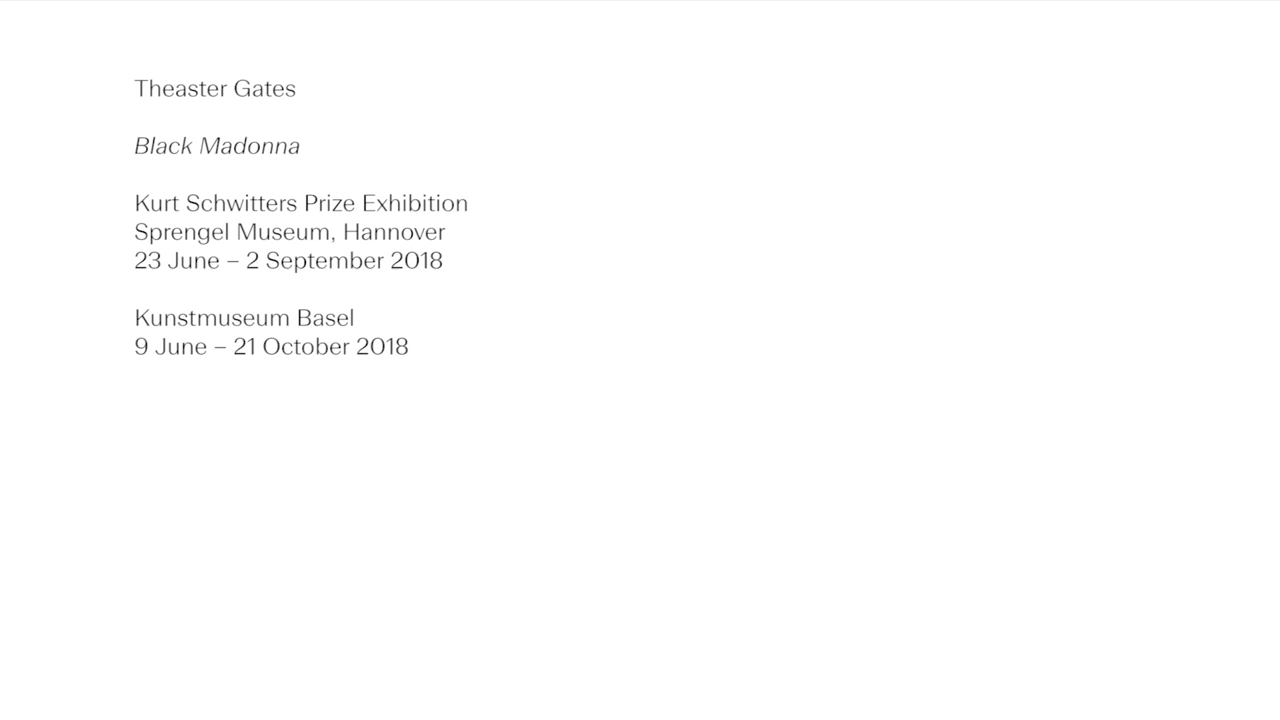 Theaster Gates
Black Madonna
Kurt Schwitters Prize Exhibition
Sprengel Museum, Hannover
23 June – 2 September 2018
Kunstmuseum Basel
9 June – 21 October 2018